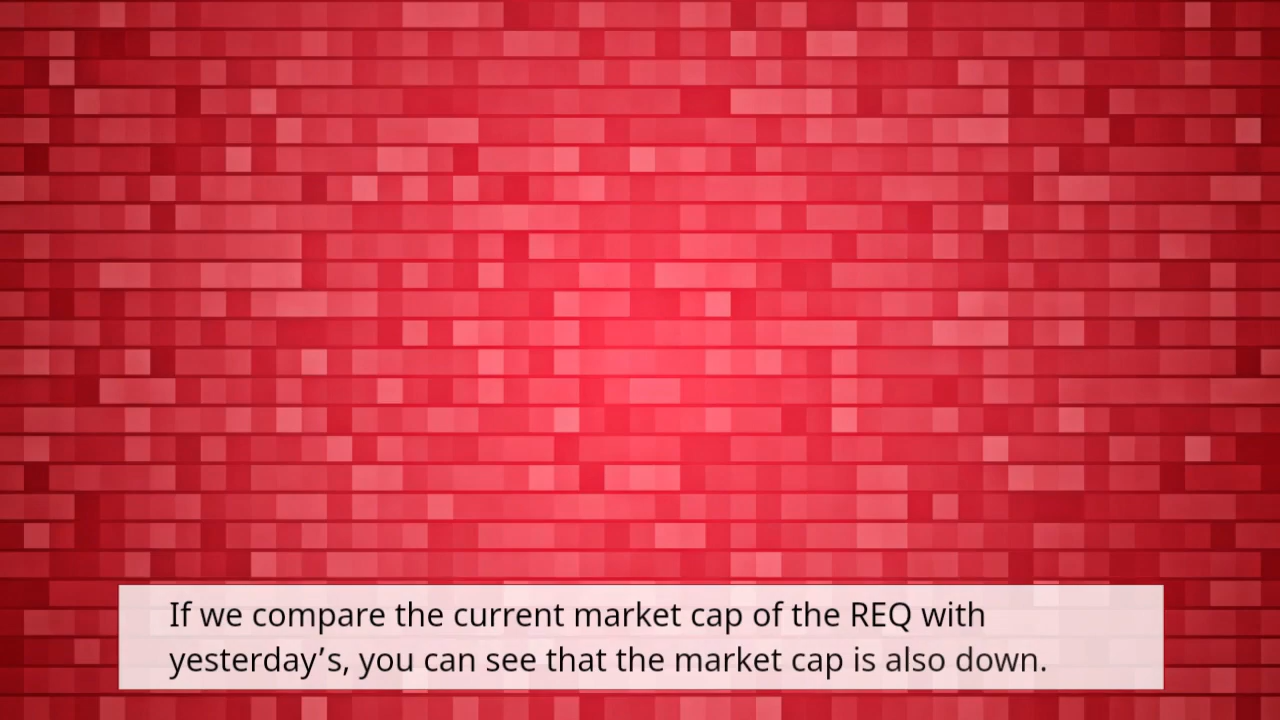 If we compare the current market cap of the REQ with
yesterday’s, you can see that the market cap is also down.